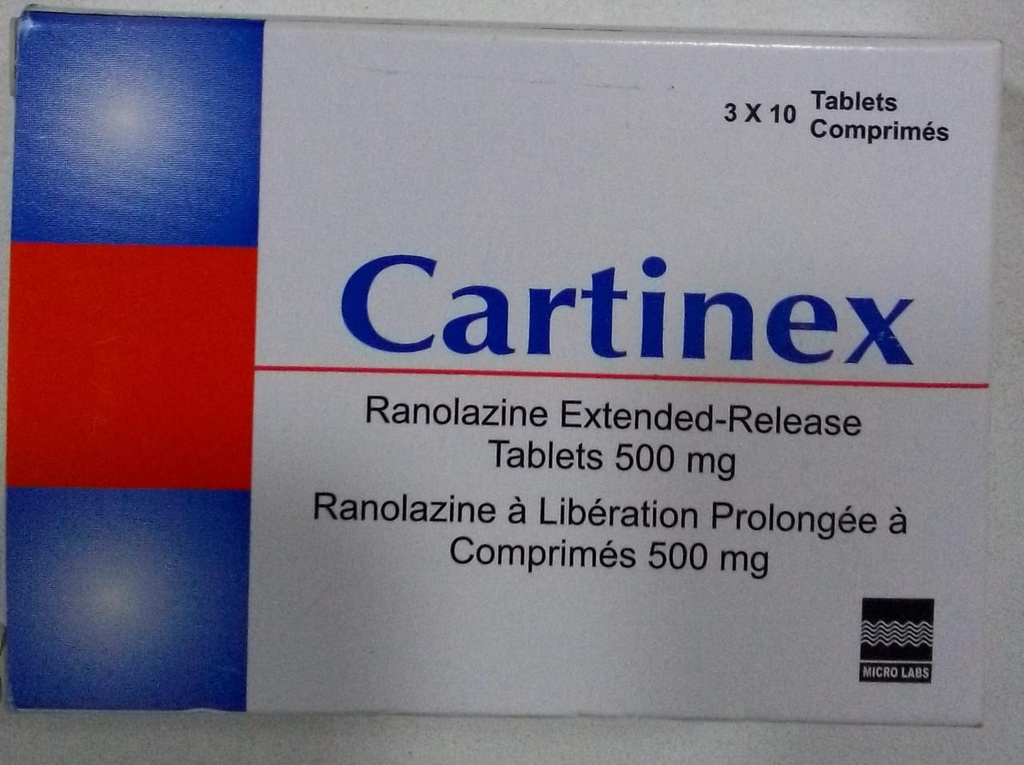 3 X 10 Tablets
Comprimés
Cartinex
Ranolazine Extended-Release
Tablets 500 mg
Ranolazine à Libération Prolongée à
Comprimés 500 mg
MICRO LABS